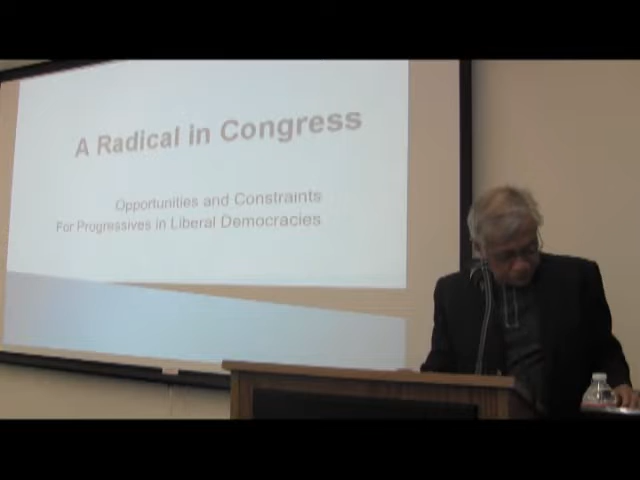 A Radical in Congress
Opportunities and Constraints
For Progressives in Liberal Democracies